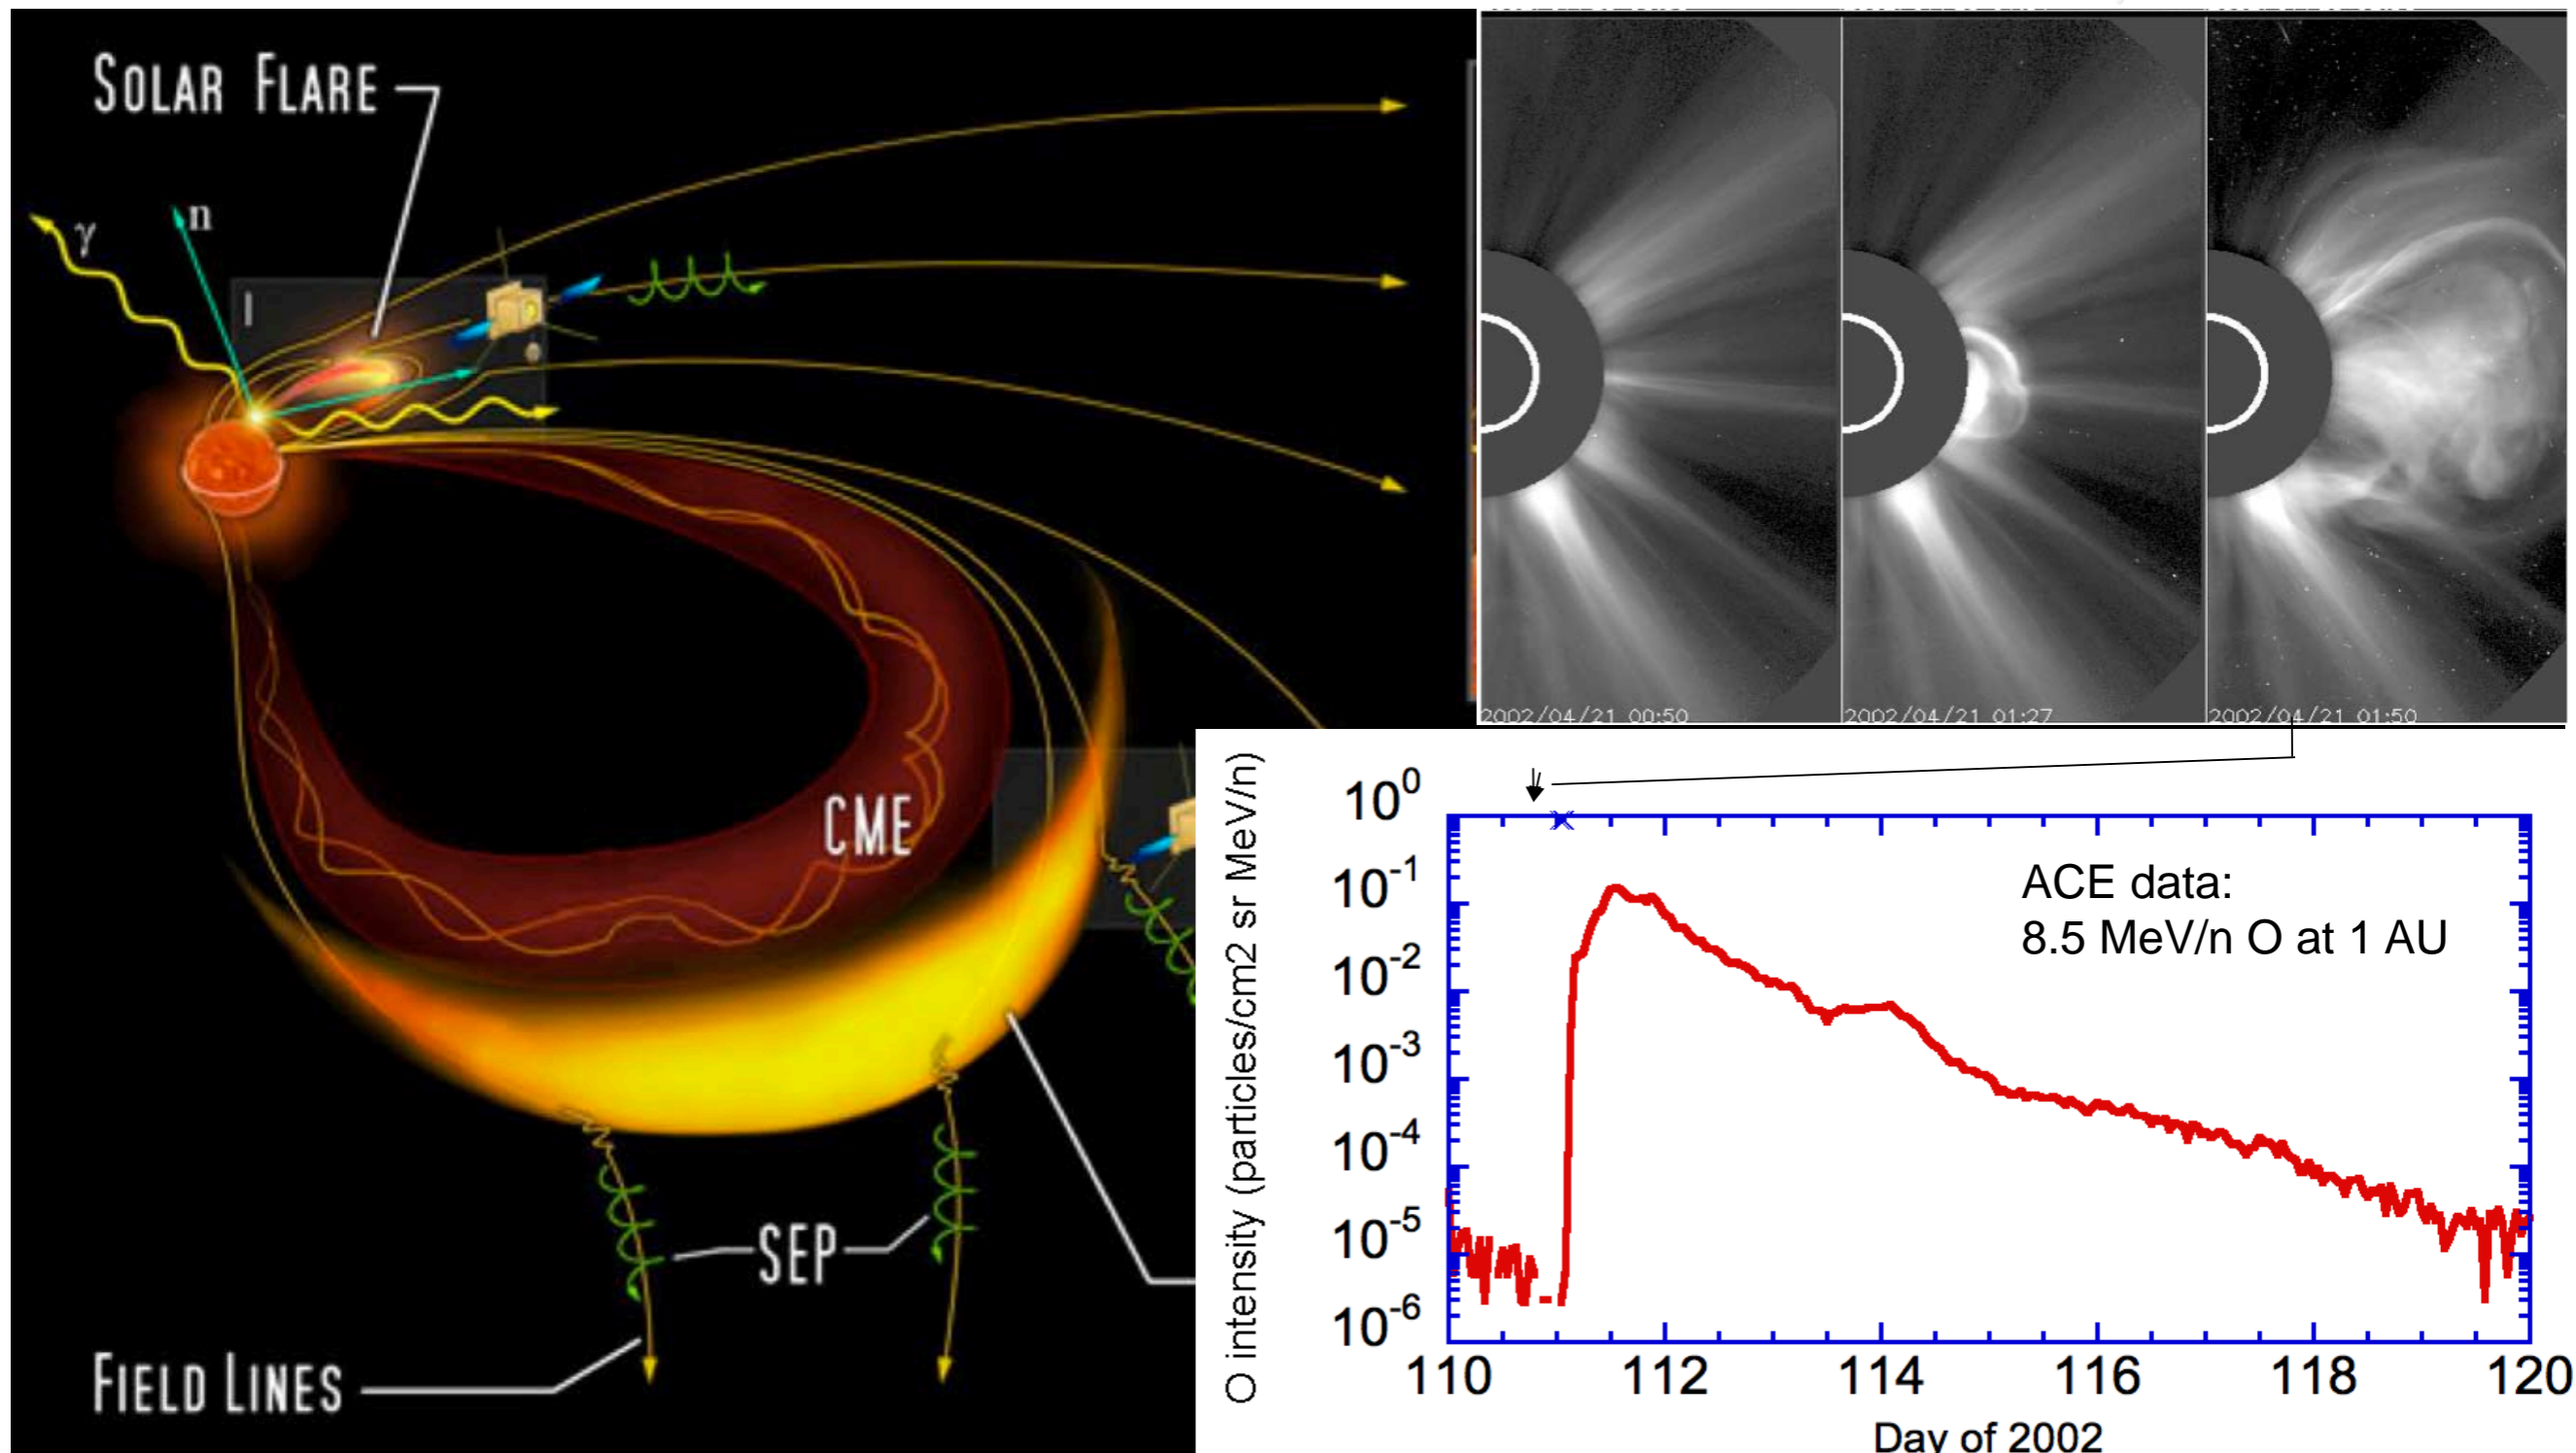 SOLAR FLARE
γ
n
I
CME
SEP
FIELD LINES
2002/04/21 00:50
2002/04/21 01:27
2002/04/21 01:50
O intensity (particles/cm2 sr MeV/n)
10⁰
10⁻¹
10⁻²
10⁻³
10⁻⁴
10⁻⁵
10⁻⁶
ACE data:
8.5 MeV/n O at 1 AU
110 112 114 116 118 120
Day of 2002